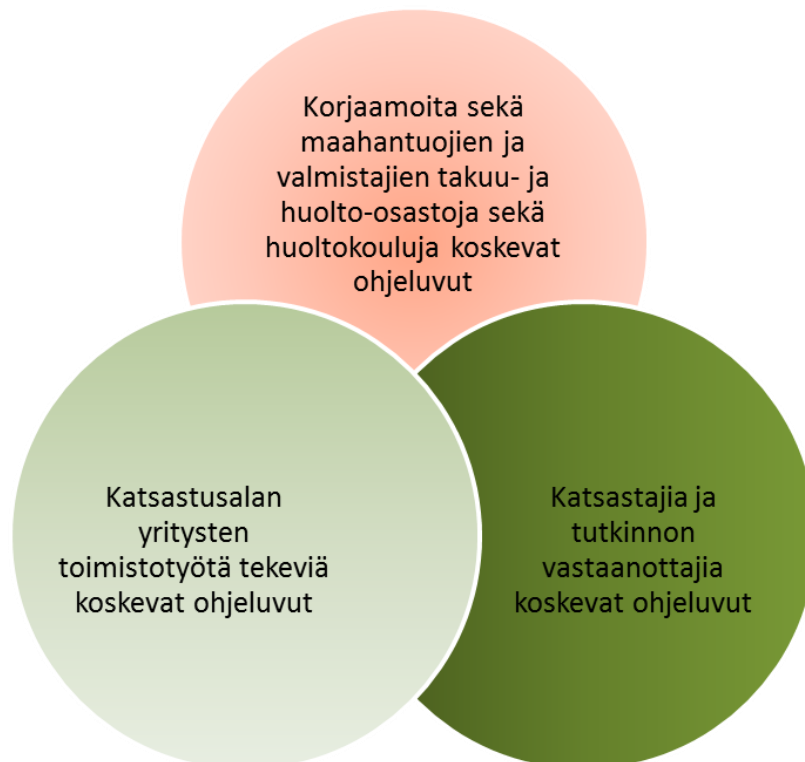 Korjaamoita sekä
maahantuojien ja
valmistajien takuu- ja
huolto-osastoja sekä
huoltokouluja koskevat
ohjeluvut
Katsastusalan
yritysten
toimistotyötä tekeviä
koskevat ohjeluvut
Katsastajia ja
tutkinnon
vastaanottajia
koskevat ohjeluvut